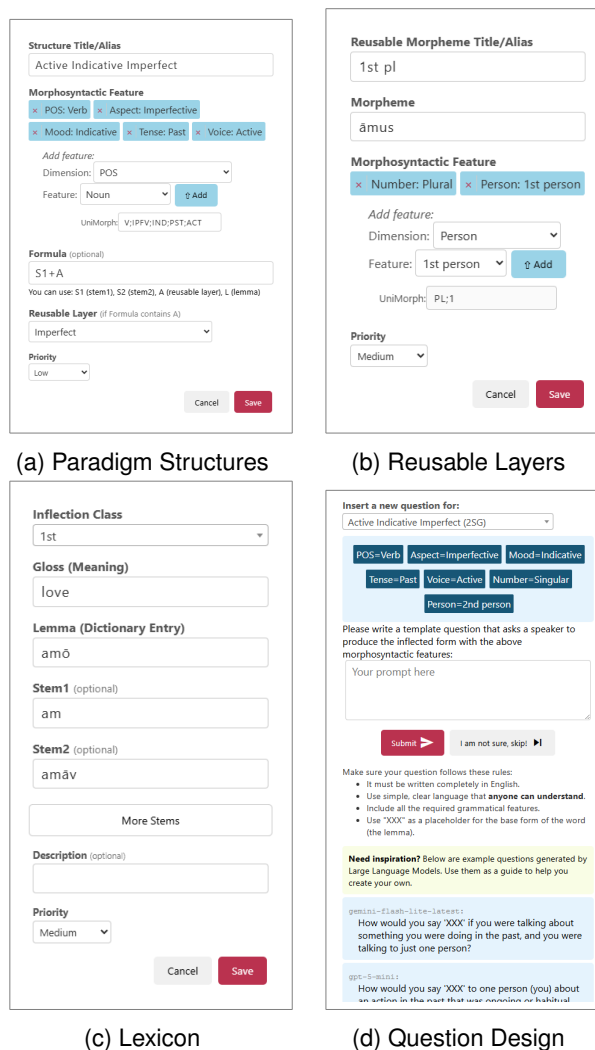 Structure Title/Alias
Active Indicative Imperfect
Morphosyntactic Feature
× POS: Verb × Aspect: Imperfective
× Mood: Indicative × Tense: Past × Voice: Active
Add feature:
Dimension: POS
Feature: Noun ⇧ Add
UniMorph: V;IPFV;IND;PST;ACT
Formula (optional)
S1+A
You can use: S1 (stem1), S2 (stem2), A (reusable layer), L (lemma)
Reusable Layer (if Formula contains A)
Imperfect
Priority
Low
Cancel Save
(a) Paradigm Structures
Reusable Morpheme Title/Alias
1st pl
Morpheme
āmus
Morphosyntactic Feature
× Number: Plural × Person: 1st person
Add feature:
Dimension: Person
Feature: 1st person ⇧ Add
UniMorph: PL;1
Priority
Medium
Cancel Save
(b) Reusable Layers
Inflection Class
1st
Gloss (Meaning)
love
Lemma (Dictionary Entry)
amō
Stem1 (optional)
am
Stem2 (optional)
amāv
More Stems
Description (optional)
Priority
Medium
Cancel Save
(c) Lexicon
Insert a new question for:
Active Indicative Imperfect (2SG)
POS=Verb Aspect=Imperfective Mood=Indicative
Tense=Past Voice=Active Number=Singular
Person=2nd person
Please write a template question that asks a speaker to
produce the inflected form with the above
morphosyntactic features:
Your prompt here
Submit I am not sure, skip!
Make sure your question follows these rules:
• It must be written completely in English.
• Use simple, clear language that anyone can understand.
• Include all the required grammatical features.
• Use "XXX" as a placeholder for the base form of the word
(the lemma).
Need inspiration? Below are example questions generated by
Large Language Models. Use them as a guide to help you
create your own.
gemini-flash-lite-latest:
How would you say 'XXX' if you were talking about
something you were doing in the past, and you were
talking to just one person?
gpt-5-mini:
How would you say 'XXX' to one person (you) about
an action in the past that was ongoing or habitual
(d) Question Design